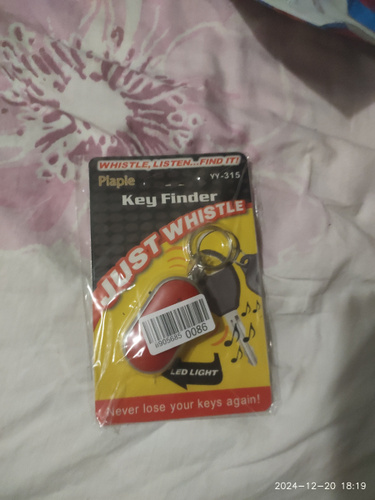 WHISTLE, LISTEN...FIND IT!
Plaple
YY-315
Key Finder
JUST WHISTLE
0086
LED LIGHT
Never lose your keys again!
2024-12-20 18:19